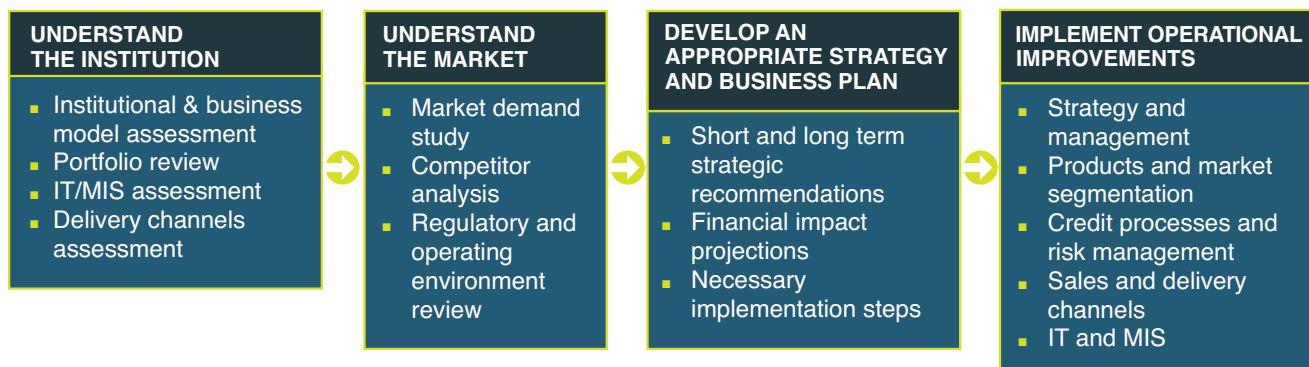 UNDERSTAND
THE INSTITUTION
▪ Institutional & business
model assessment
▪ Portfolio review
▪ IT/MIS assessment
▪ Delivery channels
assessment
UNDERSTAND
THE MARKET
▪ Market demand
study
▪ Competitor
analysis
▪ Regulatory and
operating
environment
review
DEVELOP AN
APPROPRIATE STRATEGY
AND BUSINESS PLAN
▪ Short and long term
strategic
recommendations
▪ Financial impact
projections
▪ Necessary
implementation steps
IMPLEMENT OPERATIONAL
IMPROVEMENTS
▪ Strategy and
management
▪ Products and market
segmentation
▪ Credit processes and
risk management
▪ Sales and delivery
channels
▪ IT and MIS